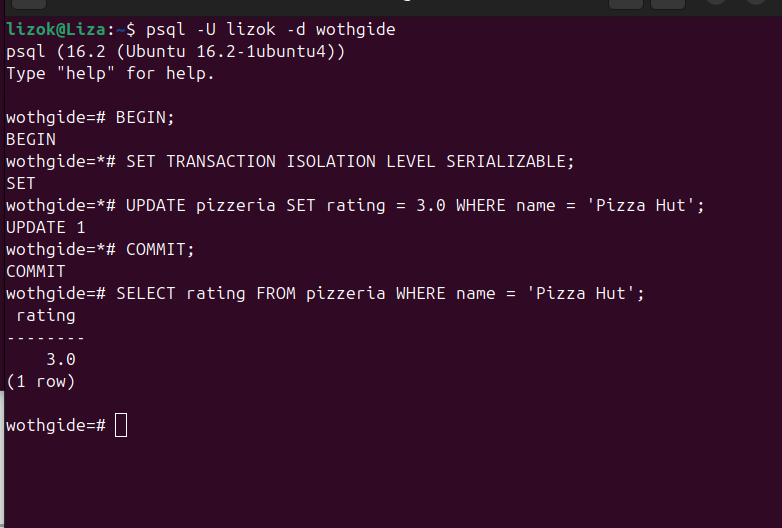 lizok@Liza:~$ psql -U lizok -d wothgide
psql (16.2 (Ubuntu 16.2-1ubuntu4))
Type "help" for help.
wothgide=# BEGIN;
BEGIN
wothgide=*# SET TRANSACTION ISOLATION LEVEL SERIALIZABLE;
SET
wothgide=*# UPDATE pizzeria SET rating = 3.0 WHERE name = 'Pizza Hut';
UPDATE 1
wothgide=*# COMMIT;
COMMIT
wothgide=# SELECT rating FROM pizzeria WHERE name = 'Pizza Hut';
 rating
--------
    3.0
(1 row)
wothgide=#